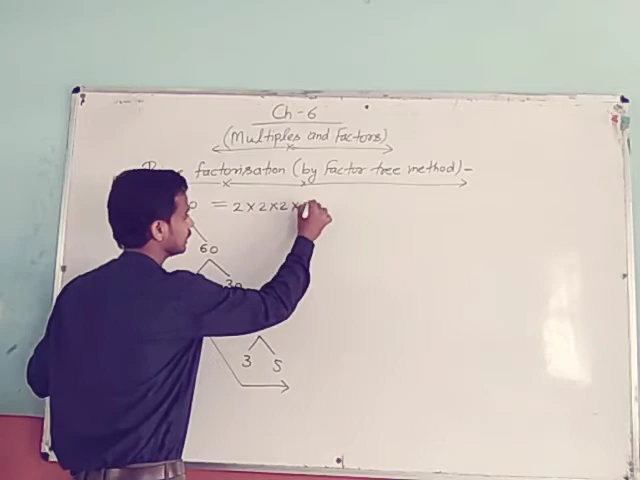 Ch-6
(Multiples and Factors)
factorisation (by Factor tree method)-
= 2×2×2×
60
30
3 5